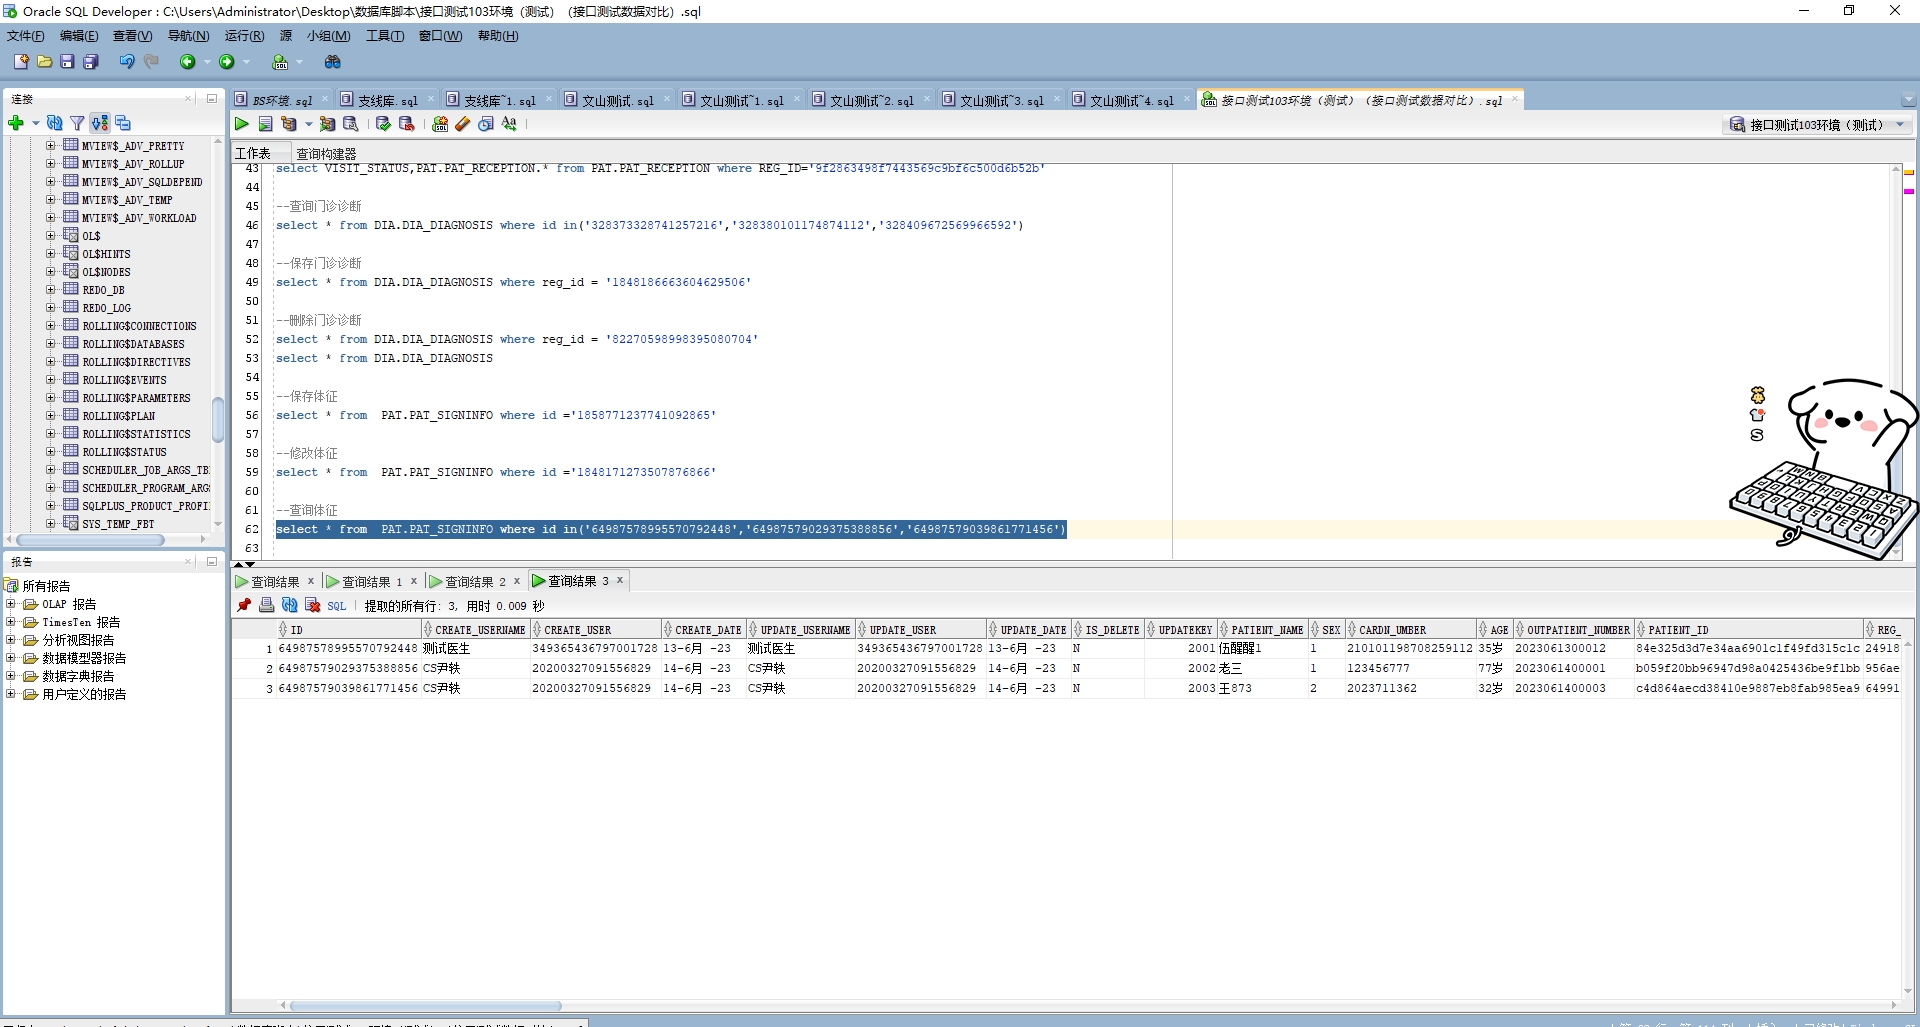 Oracle SQL Developer : C:\Users\Administrator\Desktop\数据库脚本\接口测试103环境（测试）（接口测试数据对比）.sql
文件(F) 编辑(E) 查看(V) 导航(N) 运行(R) 源 小组(M) 工具(T) 窗口(W) 帮助(H)
连接
BS环境.sql 支线库.sql 支线库~1.sql 文山测试.sql 文山测试~1.sql 文山测试~2.sql 文山测试~3.sql 文山测试~4.sql 接口测试103环境（测试）（接口测试数据对比）.sql
接口测试103环境（测试）
工作表 查询构建器
MVIEW$_ADV_PRETTY
MVIEW$_ADV_ROLLUP
MVIEW$_ADV_SQLDEPEND
MVIEW$_ADV_TEMP
MVIEW$_ADV_WORKLOAD
OL$
OL$HINTS
OL$NODES
REDO_DB
REDO_LOG
ROLLING$CONNECTIONS
ROLLING$DATABASES
ROLLING$DIRECTIVES
ROLLING$EVENTS
ROLLING$PARAMETERS
ROLLING$PLAN
ROLLING$STATISTICS
ROLLING$STATUS
SCHEDULER_JOB_ARGS_TB
SCHEDULER_PROGRAM_ARG
SQLPLUS_PRODUCT_PROFI
SYS_TEMP_FBT
43 select VISIT_STATUS,PAT.PAT_RECEPTION.* from PAT.PAT_RECEPTION where REG_ID='9f2863498f7443569c9bf6c500d6b52b'
44
45 --查询门诊诊断
46 select * from DIA.DIA_DIAGNOSIS where id in('328373328741257216','328380101174874112','328409672569966592')
47
48 --保存门诊诊断
49 select * from DIA.DIA_DIAGNOSIS where reg_id = '1848186663604629506'
50
51 --删除门诊诊断
52 select * from DIA.DIA_DIAGNOSIS where reg_id = '82270598998395080704'
53 select * from DIA.DIA_DIAGNOSIS
54
55 --保存体征
56 select * from  PAT.PAT_SIGNINFO where id ='1858771237741092865'
57
58 --修改体征
59 select * from  PAT.PAT_SIGNINFO where id ='1848171273507876866'
60
61 --查询体征
62 select * from  PAT.PAT_SIGNINFO where id in('64987578995570792448','64987579029375388856','64987579039861771456')
63
报告
所有报告
OLAP 报告
TimesTen 报告
分析视图报告
数据模型器报告
数据字典报告
用户定义的报告
查询结果 查询结果 1 查询结果 2 查询结果 3
SQL 提取的所有行: 3, 用时 0.009 秒
ID CREATE_USERNAME CREATE_USER CREATE_DATE UPDATE_USERNAME UPDATE_USER UPDATE_DATE IS_DELETE UPDATEKEY PATIENT_NAME SEX CARDN_UMBER AGE OUTPATIENT_NUMBER PATIENT_ID REG_
1 64987578995570792448 测试医生 349365436797001728 13-6月 -23 测试医生 349365436797001728 13-6月 -23 N 2001 伍醒醒1 1 210101198708259112 35岁 2023061300012 84e325d3d7e34aa6901c1f49fd315c1c 24918
2 64987579029375388856 CS尹轶 20200327091556829 14-6月 -23 CS尹轶 20200327091556829 14-6月 -23 N 2002 老三 1 123456777 77岁 2023061400001 b059f20bb96947d98a0425436be9f1bb 956ae
3 64987579039861771456 CS尹轶 20200327091556829 14-6月 -23 CS尹轶 20200327091556829 14-6月 -23 N 2003 王873 2 2023711362 32岁 2023061400003 c4d864aecd38410e9887eb8fab985ea9 64991